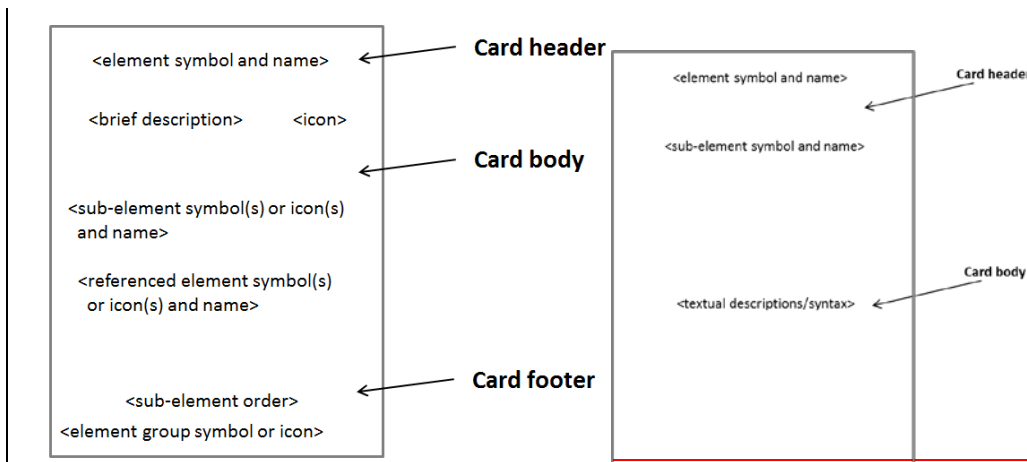 <element symbol and name>
Card header
<brief description> <icon>
Card body
<sub-element symbol(s) or icon(s)
and name>
<referenced element symbol(s)
or icon(s) and name>
Card footer
<sub-element order>
<element group symbol or icon>
<element symbol and name>
Card header
<sub-element symbol and name>
Card body
<textual descriptions/syntax>